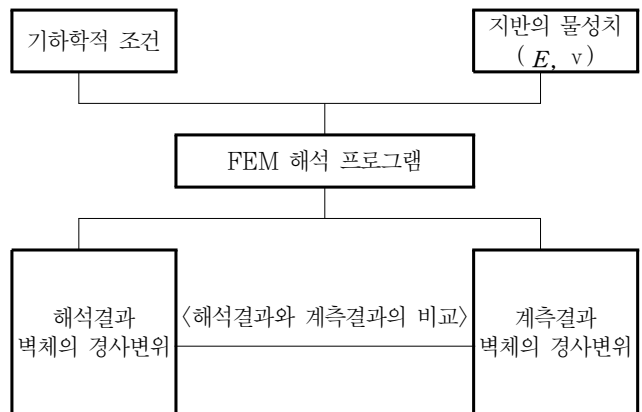 기하학적 조건
지반의 물성치
( E, ν)
FEM 해석 프로그램
해석결과
벽체의 경사변위
〈해석결과와 계측결과의 비교〉
계측결과
벽체의 경사변위